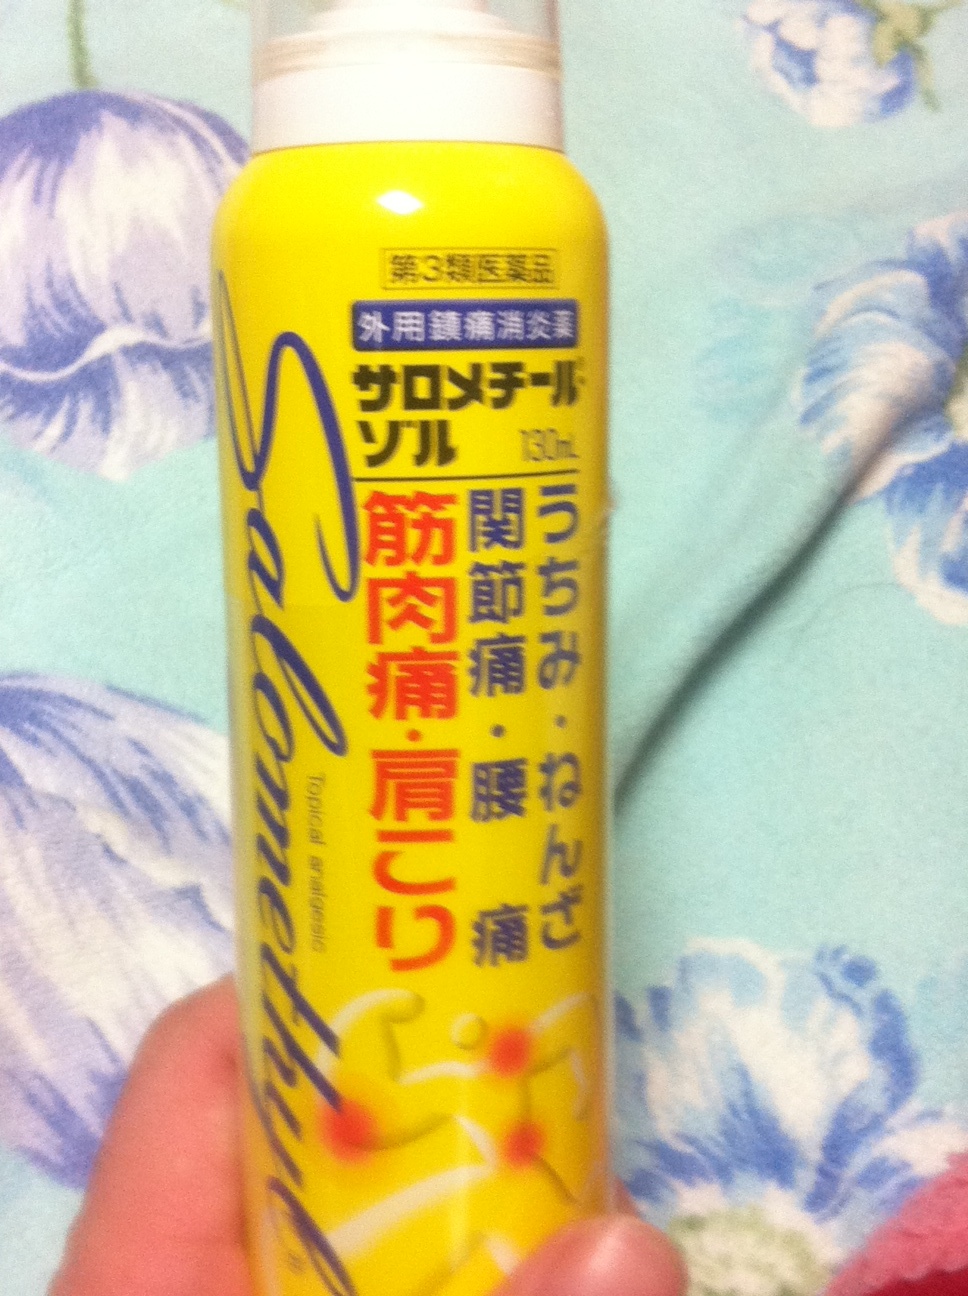 第3類医薬品
外用鎮痛消炎薬
サロメチール
ゾル 130mL
うちみ・ねんざ
関節痛・腰痛
筋肉痛・肩こり
Salomethyl
Topical analgesic